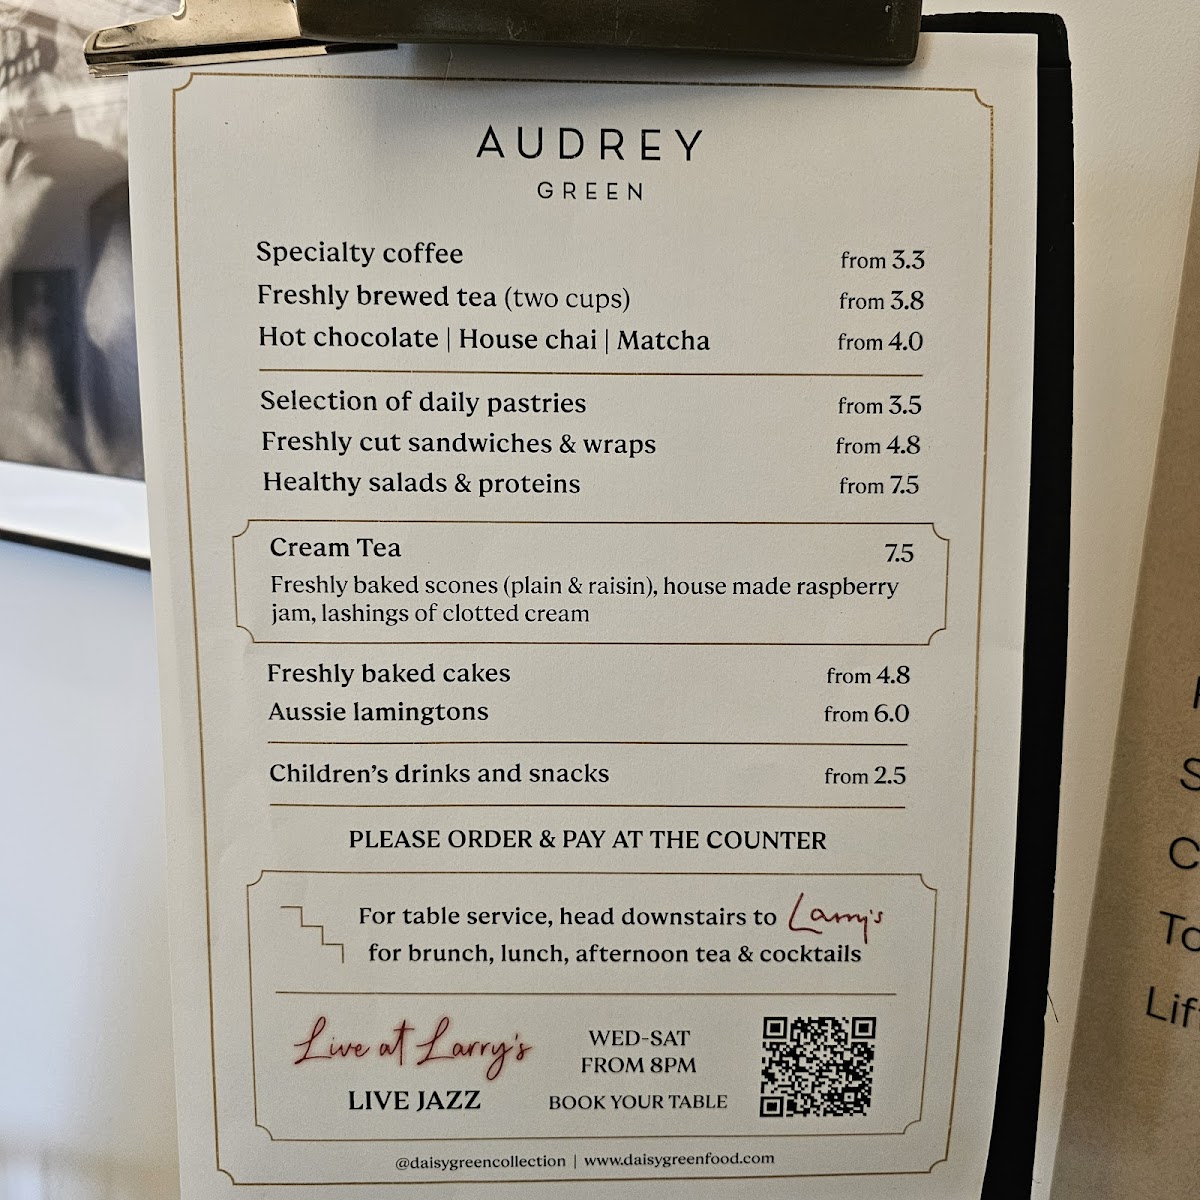 AUDREY
GREEN
Specialty coffee from 3.3
Freshly brewed tea (two cups) from 3.8
Hot chocolate | House chai | Matcha from 4.0
Selection of daily pastries from 3.5
Freshly cut sandwiches & wraps from 4.8
Healthy salads & proteins from 7.5
Cream Tea 7.5
Freshly baked scones (plain & raisin), house made raspberry
jam, lashings of clotted cream
Freshly baked cakes from 4.8
Aussie lamingtons from 6.0
Children's drinks and snacks from 2.5
PLEASE ORDER & PAY AT THE COUNTER
For table service, head downstairs to Larry's
for brunch, lunch, afternoon tea & cocktails
Live at Larry's
LIVE JAZZ
WED-SAT
FROM 8PM
BOOK YOUR TABLE
@daisygreencollection | www.daisygreenfood.com